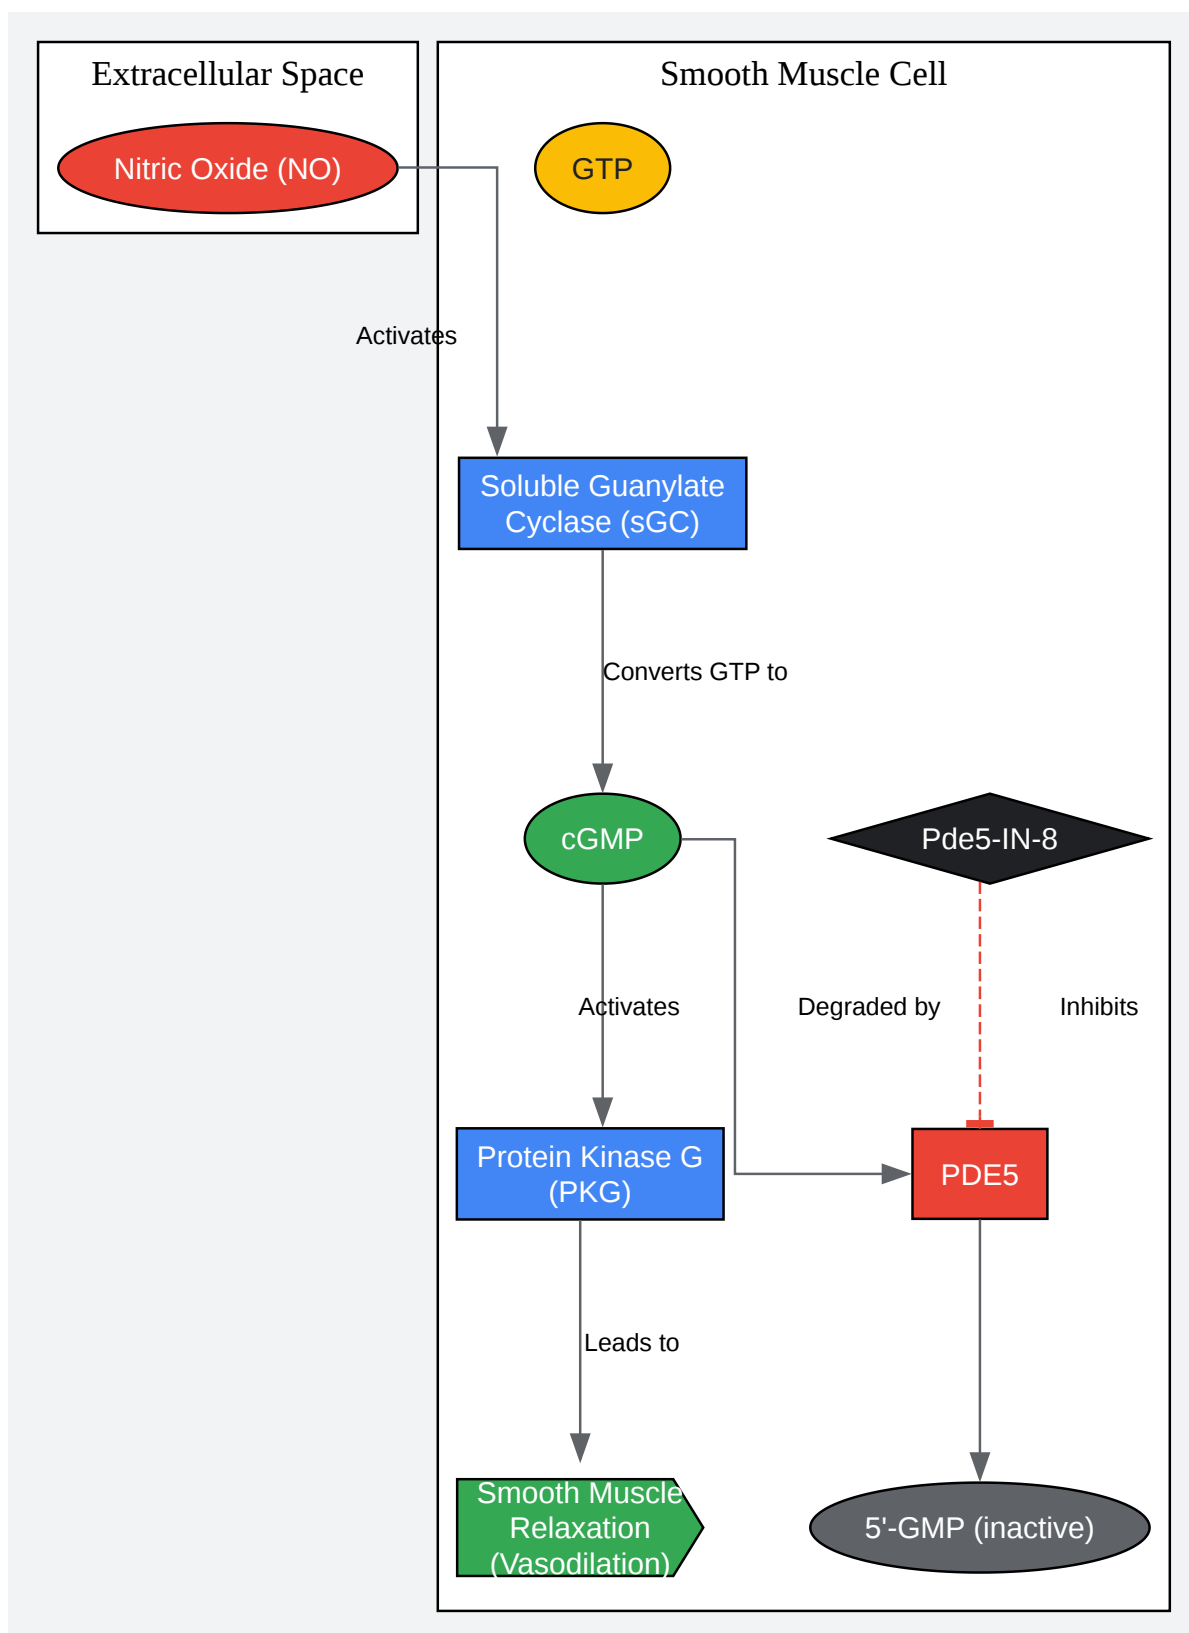 Extracellular Space
Smooth Muscle Cell
Nitric Oxide (NO)
GTP
Activates
Soluble Guanylate
Cyclase (sGC)
Converts GTP to
cGMP
Pde5-IN-8
Activates
Degraded by
Inhibits
Protein Kinase G
(PKG)
PDE5
Leads to
Smooth Muscle
Relaxation
(Vasodilation)
5'-GMP (inactive)